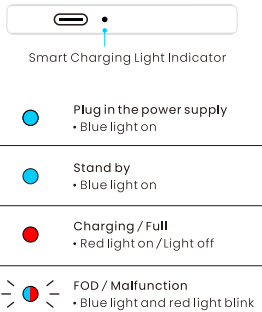 Smart Charging Light Indicator
Plug in the power supply
• Blue light on
Stand by
• Blue light on
Charging / Full
• Red light on / Light off
FOD / Malfunction
• Blue light and red light blink